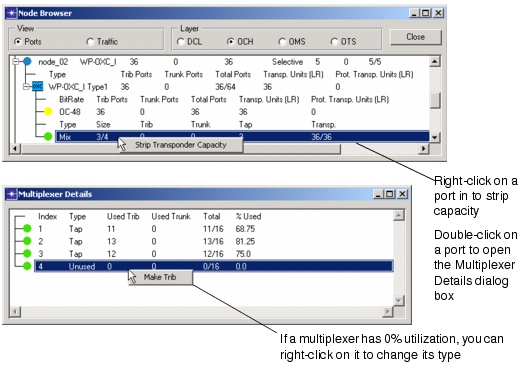 Node Browser
View
Ports
Traffic
Layer
DCL
OCH
OMS
OTS
Close
node_02 WP-OXC_I 36 0 36 Selective 5 0 5/5
Type Trib Ports Trunk Ports Total Ports Transp. Units (LR) Prot. Transp. Units (LR)
WP-OXC_I Type1 36 0 36/64 36 0
BitRate Trib Ports Trunk Ports Total Ports Transp. Units (LR) Prot. Transp. Units (LR)
OC-48 36 0 36 36 0
Type Size Trib Trunk Tap Transp.
Mix 3/4 0 0 3 36/36
Strip Transponder Capacity
Right-click on a
port in to strip
capacity
Double-click on
a port to open
the Multiplexer
Details dialog
box
Multiplexer Details
Index Type Used Trib Used Trunk Total % Used
1 Tap 11 0 11/16 68.75
2 Tap 13 0 13/16 81.25
3 Tap 12 0 12/16 75.0
4 Unused 0 0 0/16 0.0
Make Trib
If a multiplexer has 0% utilization, you can
right-click on it to change its type